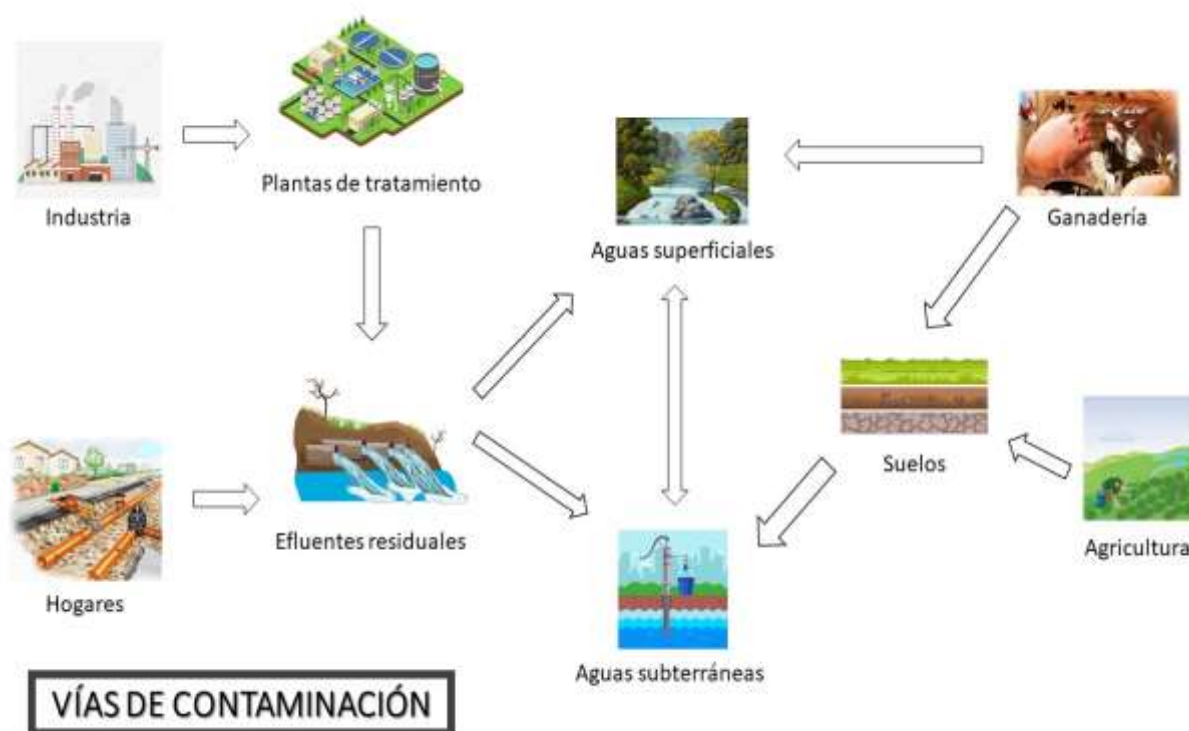 Industria
Plantas de tratamiento
Aguas superficiales
Ganadería
Hogares
Efluentes residuales
Suelos
Agricultura
Aguas subterráneas
VÍAS DE CONTAMINACIÓN